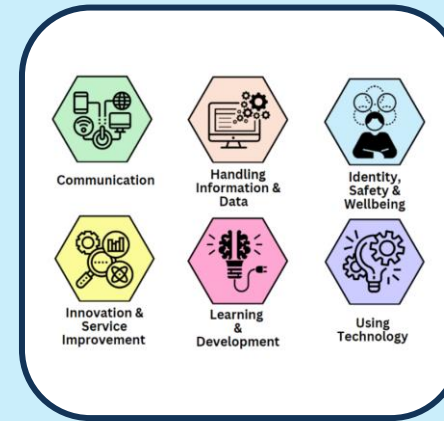 Communication
Handling
Information &
Data
Identity,
Safety &
Wellbeing
Innovation &
Service
Improvement
Learning
&
Development
Using
Technology